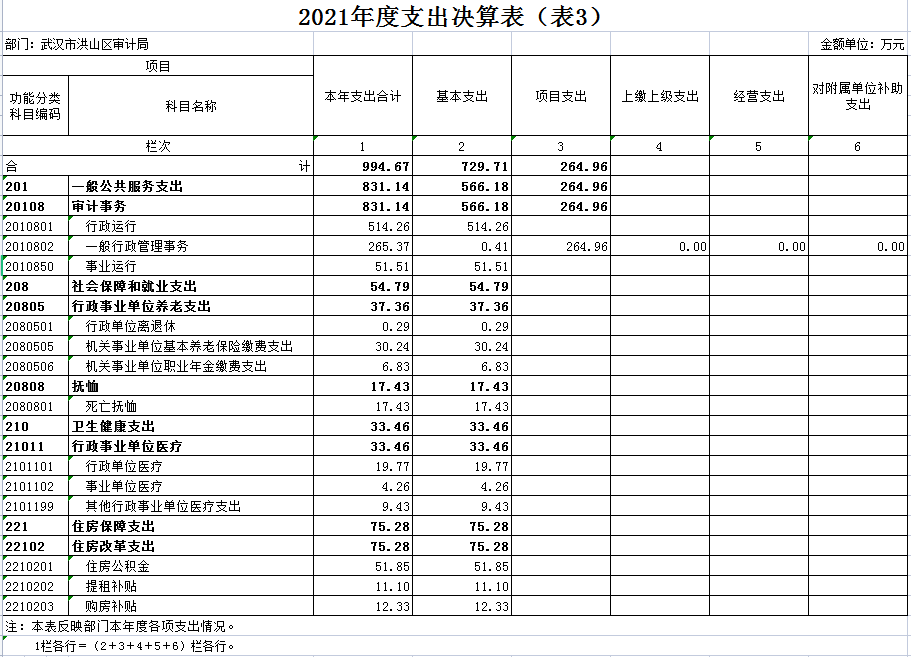 2021年度支出决算表（表3）
部门：武汉市洪山区审计局 金额单位：万元
项目 本年支出合计 基本支出 项目支出 上缴上级支出 经营支出 对附属单位补助支出
功能分类科目编码 科目名称
栏次 1 2 3 4 5 6
合计 994.67 729.71 264.96
201 一般公共服务支出 831.14 566.18 264.96
20108 审计事务 831.14 566.18 264.96
2010801 行政运行 514.26 514.26
2010802 一般行政管理事务 265.37 0.41 264.96 0.00 0.00 0.00
2010850 事业运行 51.51 51.51
208 社会保障和就业支出 54.79 54.79
20805 行政事业单位养老支出 37.36 37.36
2080501 行政单位离退休 0.29 0.29
2080505 机关事业单位基本养老保险缴费支出 30.24 30.24
2080506 机关事业单位职业年金缴费支出 6.83 6.83
20808 抚恤 17.43 17.43
2080801 死亡抚恤 17.43 17.43
210 卫生健康支出 33.46 33.46
21011 行政事业单位医疗 33.46 33.46
2101101 行政单位医疗 19.77 19.77
2101102 事业单位医疗 4.26 4.26
2101199 其他行政事业单位医疗支出 9.43 9.43
221 住房保障支出 75.28 75.28
22102 住房改革支出 75.28 75.28
2210201 住房公积金 51.85 51.85
2210202 提租补贴 11.10 11.10
2210203 购房补贴 12.33 12.33
注：本表反映部门本年度各项支出情况。
1栏各行＝（2+3+4+5+6）栏各行。